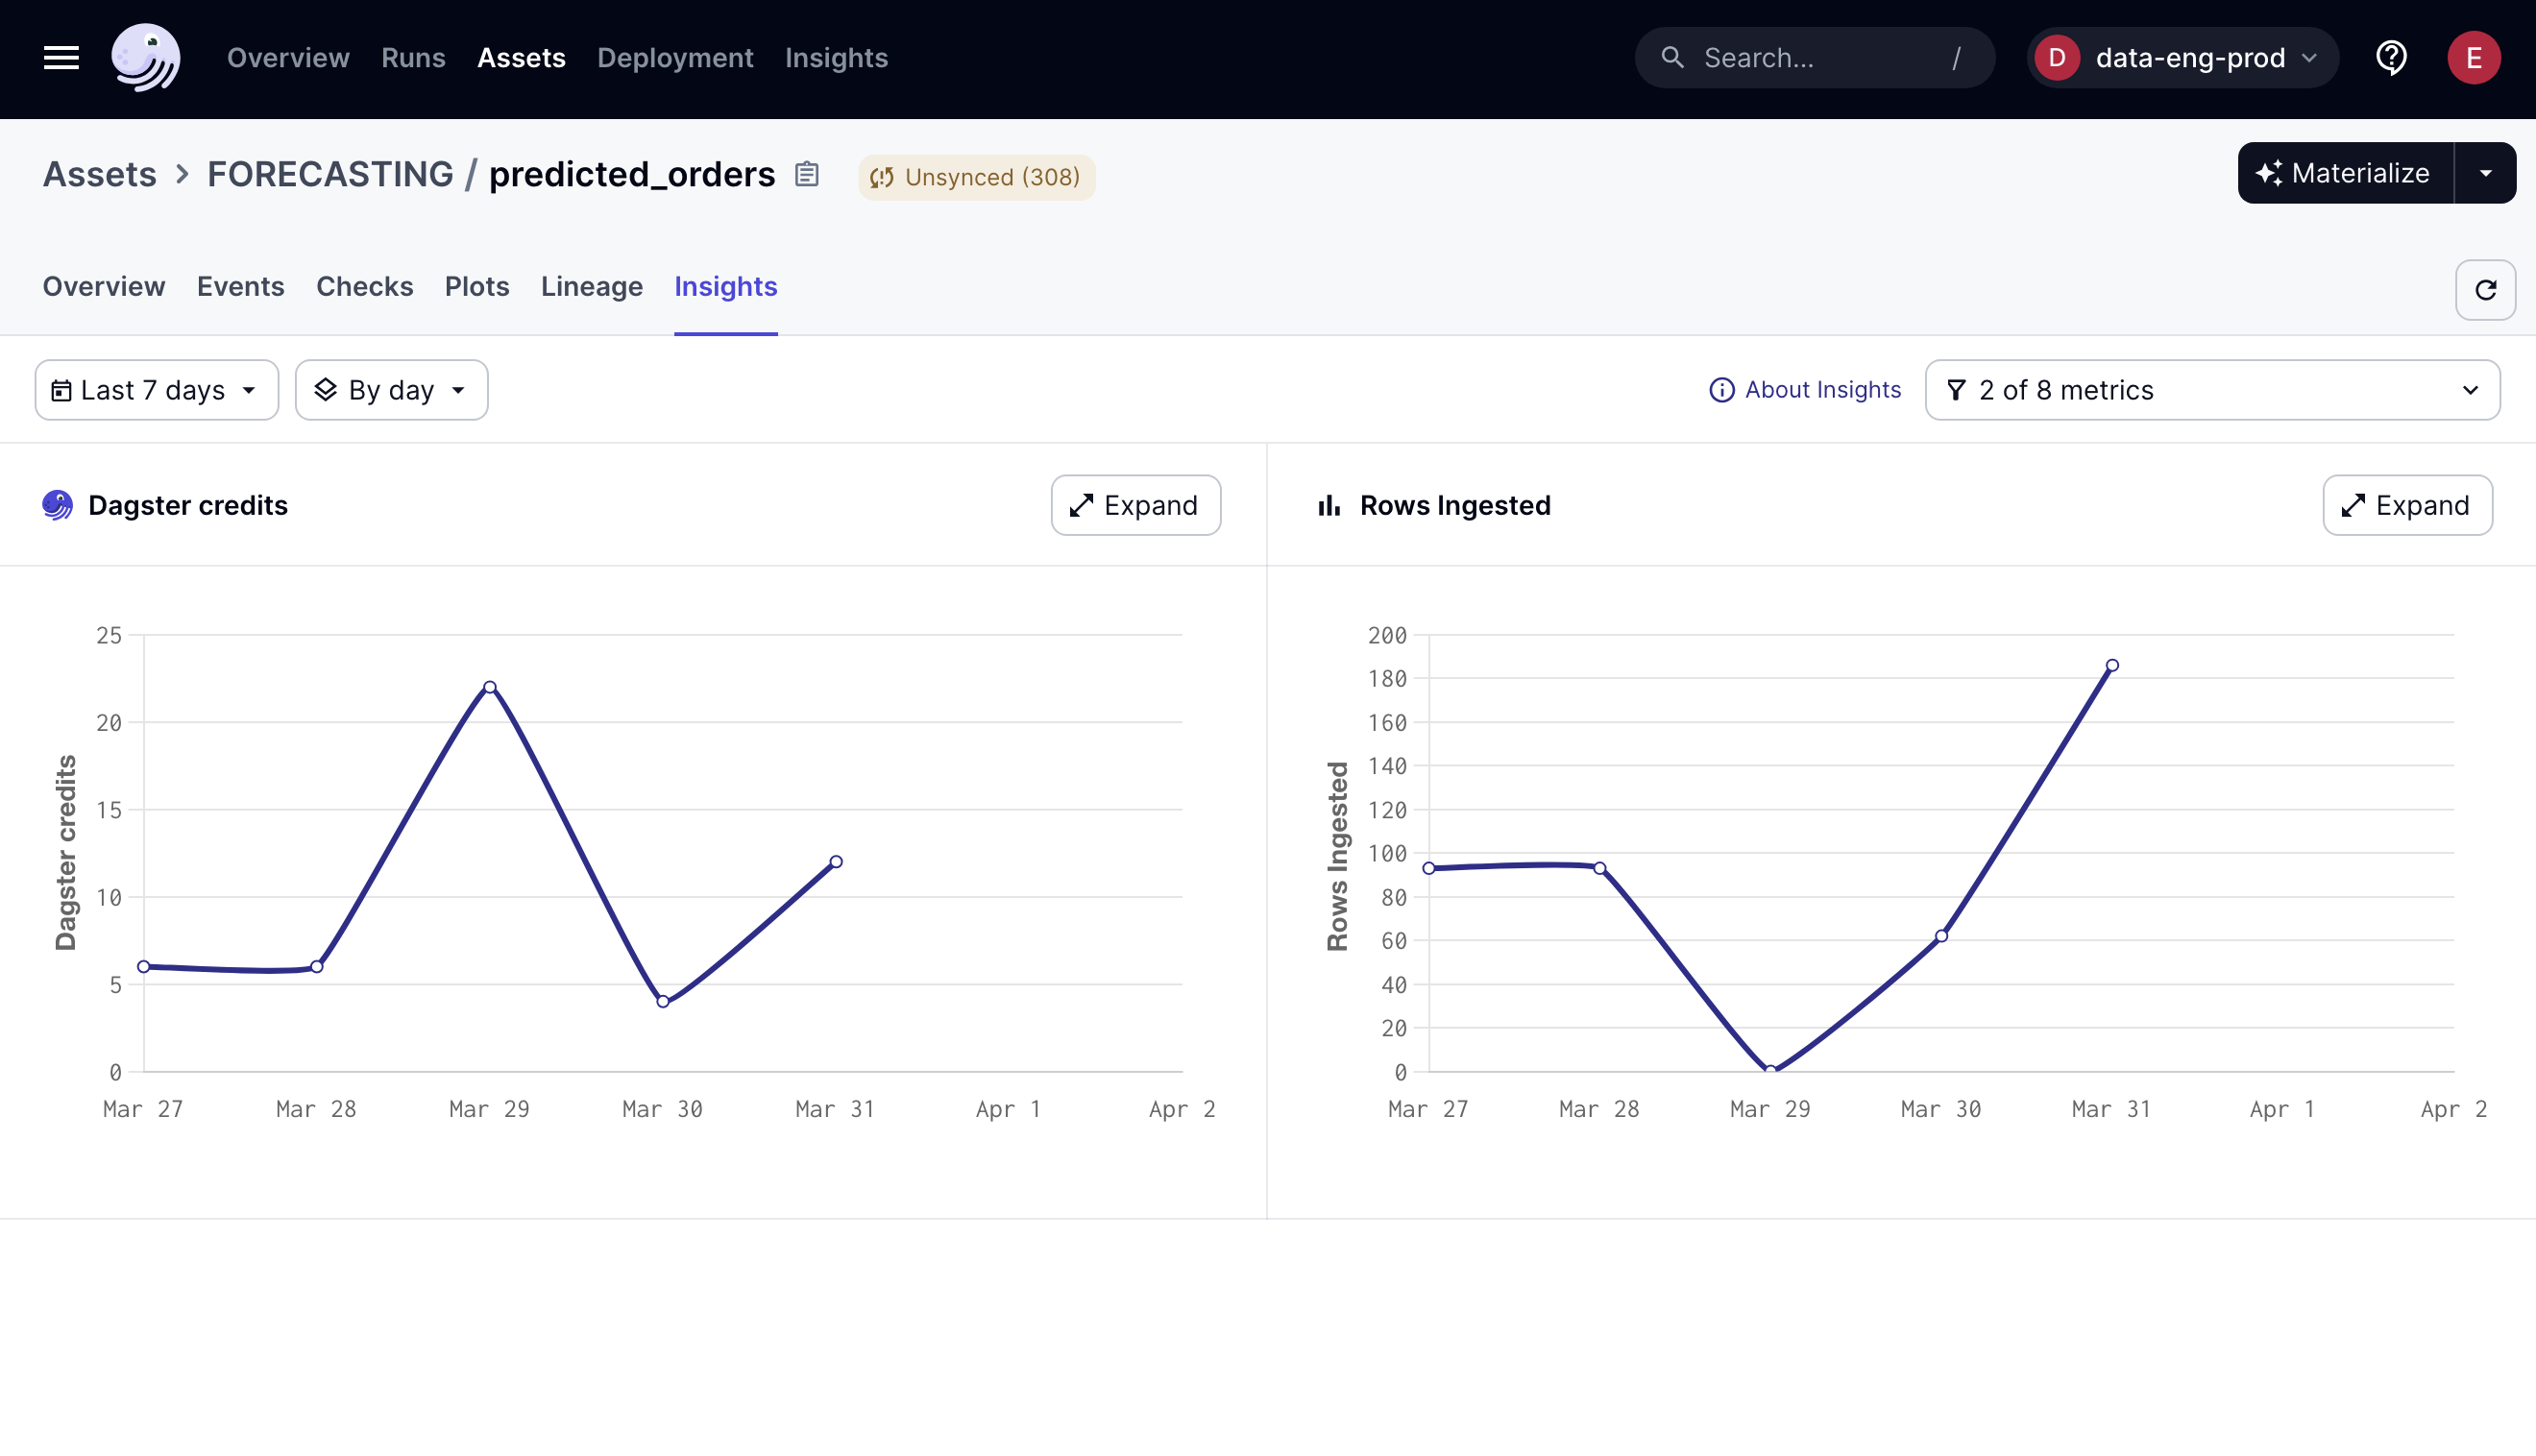 Overview Runs Assets Deployment Insights Search... / D data-eng-prod E
Assets > FORECASTING / predicted_orders Unsynced (308) Materialize
Overview Events Checks Plots Lineage Insights
Last 7 days By day About Insights 2 of 8 metrics
Dagster credits Expand
Dagster credits
25
20
15
10
5
0
Mar 27 Mar 28 Mar 29 Mar 30 Mar 31 Apr 1 Apr 2
Rows Ingested Expand
Rows Ingested
200
180
160
140
120
100
80
60
40
20
0
Mar 27 Mar 28 Mar 29 Mar 30 Mar 31 Apr 1 Apr 2